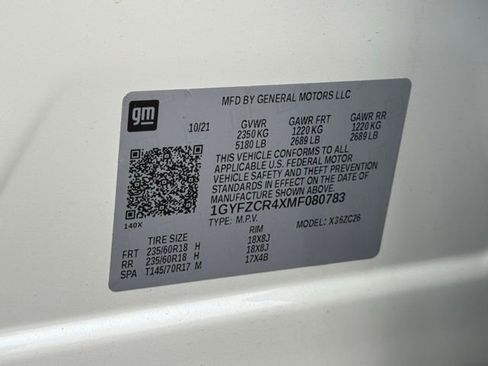 gm
MFD BY GENERAL MOTORS LLC
10/21 GVWR GAWR FRT GAWR RR
2350 KG 1220 KG 1220 KG
5180 LB 2689 LB 2689 LB
THIS VEHICLE CONFORMS TO ALL
APPLICABLE U.S. FEDERAL MOTOR
VEHICLE SAFETY AND THEFT
PREVENTION STANDARDS IN EFFECT ON
THE DATE OF MANUFACTURE SHOWN ABOVE.
1GYFZCR4XMF080783
140X TYPE: M.P.V. MODEL: X36ZC26
TIRE SIZE RIM
FRT 235/60R18 H 18X8J
RR 235/60R18 H 18X8J
SPA T145/70R17 M 17X4B